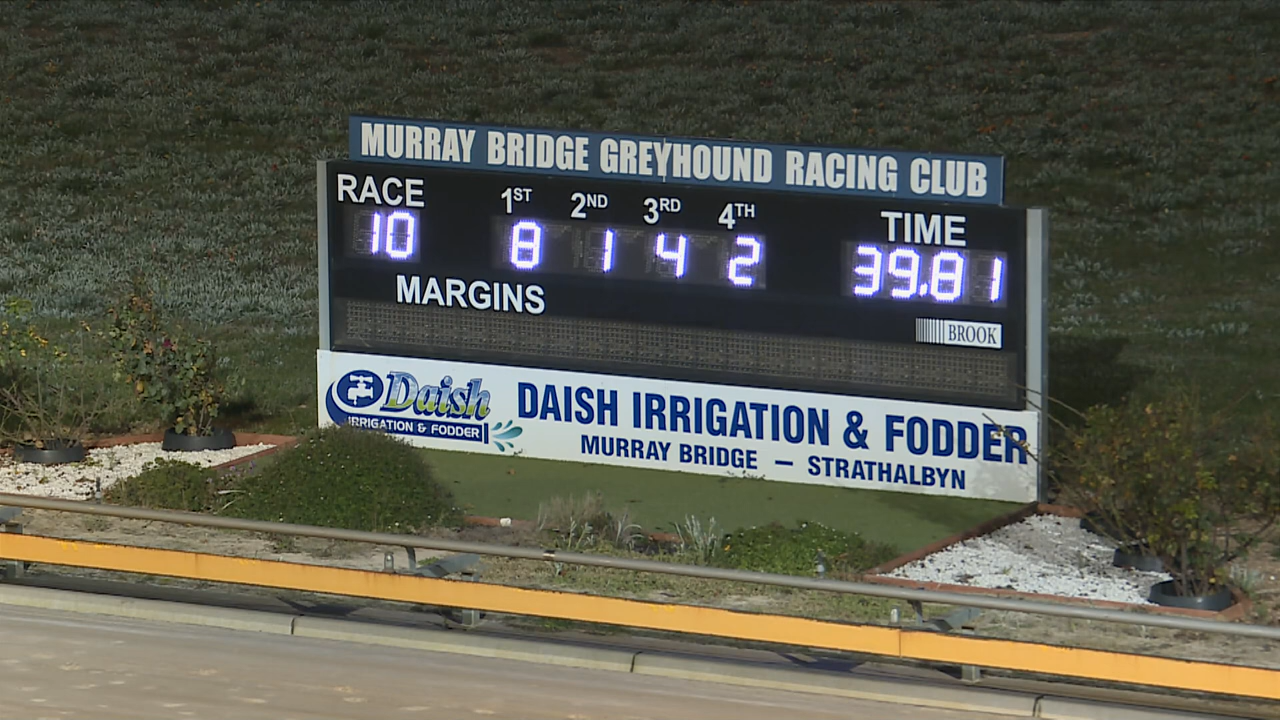 MURRAY BRIDGE GREYHOUND RACING CLUB
RACE 1ST 2ND 3RD 4TH TIME
10 8 1 4 2 39.81
MARGINS
BROOK
Daish
IRRIGATION & FODDER
DAISH IRRIGATION & FODDER
MURRAY BRIDGE – STRATHALBYN